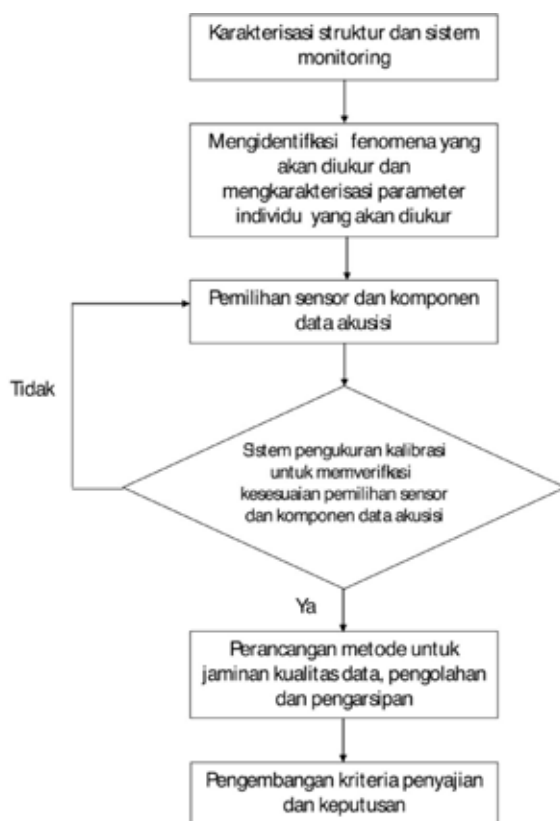 Karakterisasi struktur dan sistem
monitoring
Mengidentifkasi fenomena yang
akan diukur dan
mengkarakterisasi parameter
individu yang akan diukur
Pemilihan sensor dan komponen
data akusisi
Tidak
Sistem pengukuran kalibrasi
untuk memverifkasi
kesesuaian pemilihan sensor
dan komponen data akusisi
Ya
Perancangan metode untuk
jaminan kualitas data, pengolahan
dan pengarsipan
Pengembangan kriteria penyajian
dan keputusan